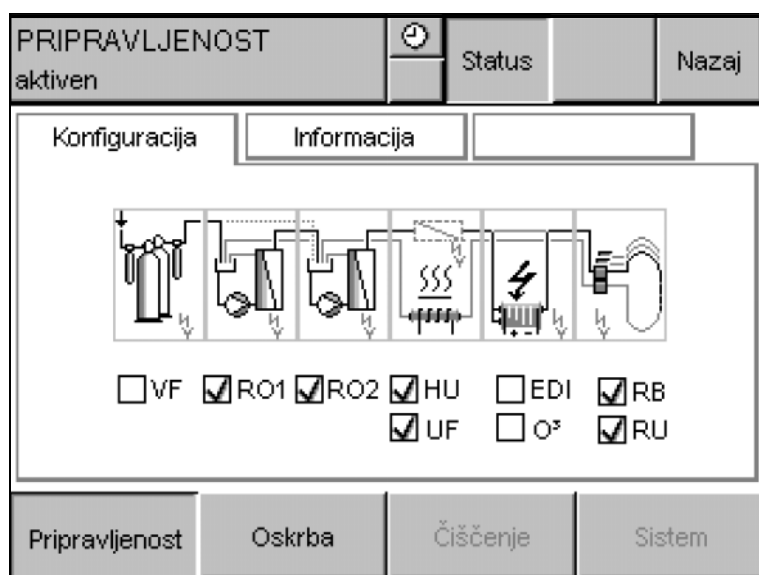 PRIPRAVLJENOST
aktiven
Status
Nazaj
Konfiguracija
Informacija
VF RO1 RO2 HU EDI RB
UF O³ RU
Pripravljenost
Oskrba
Čiščenje
Sistem